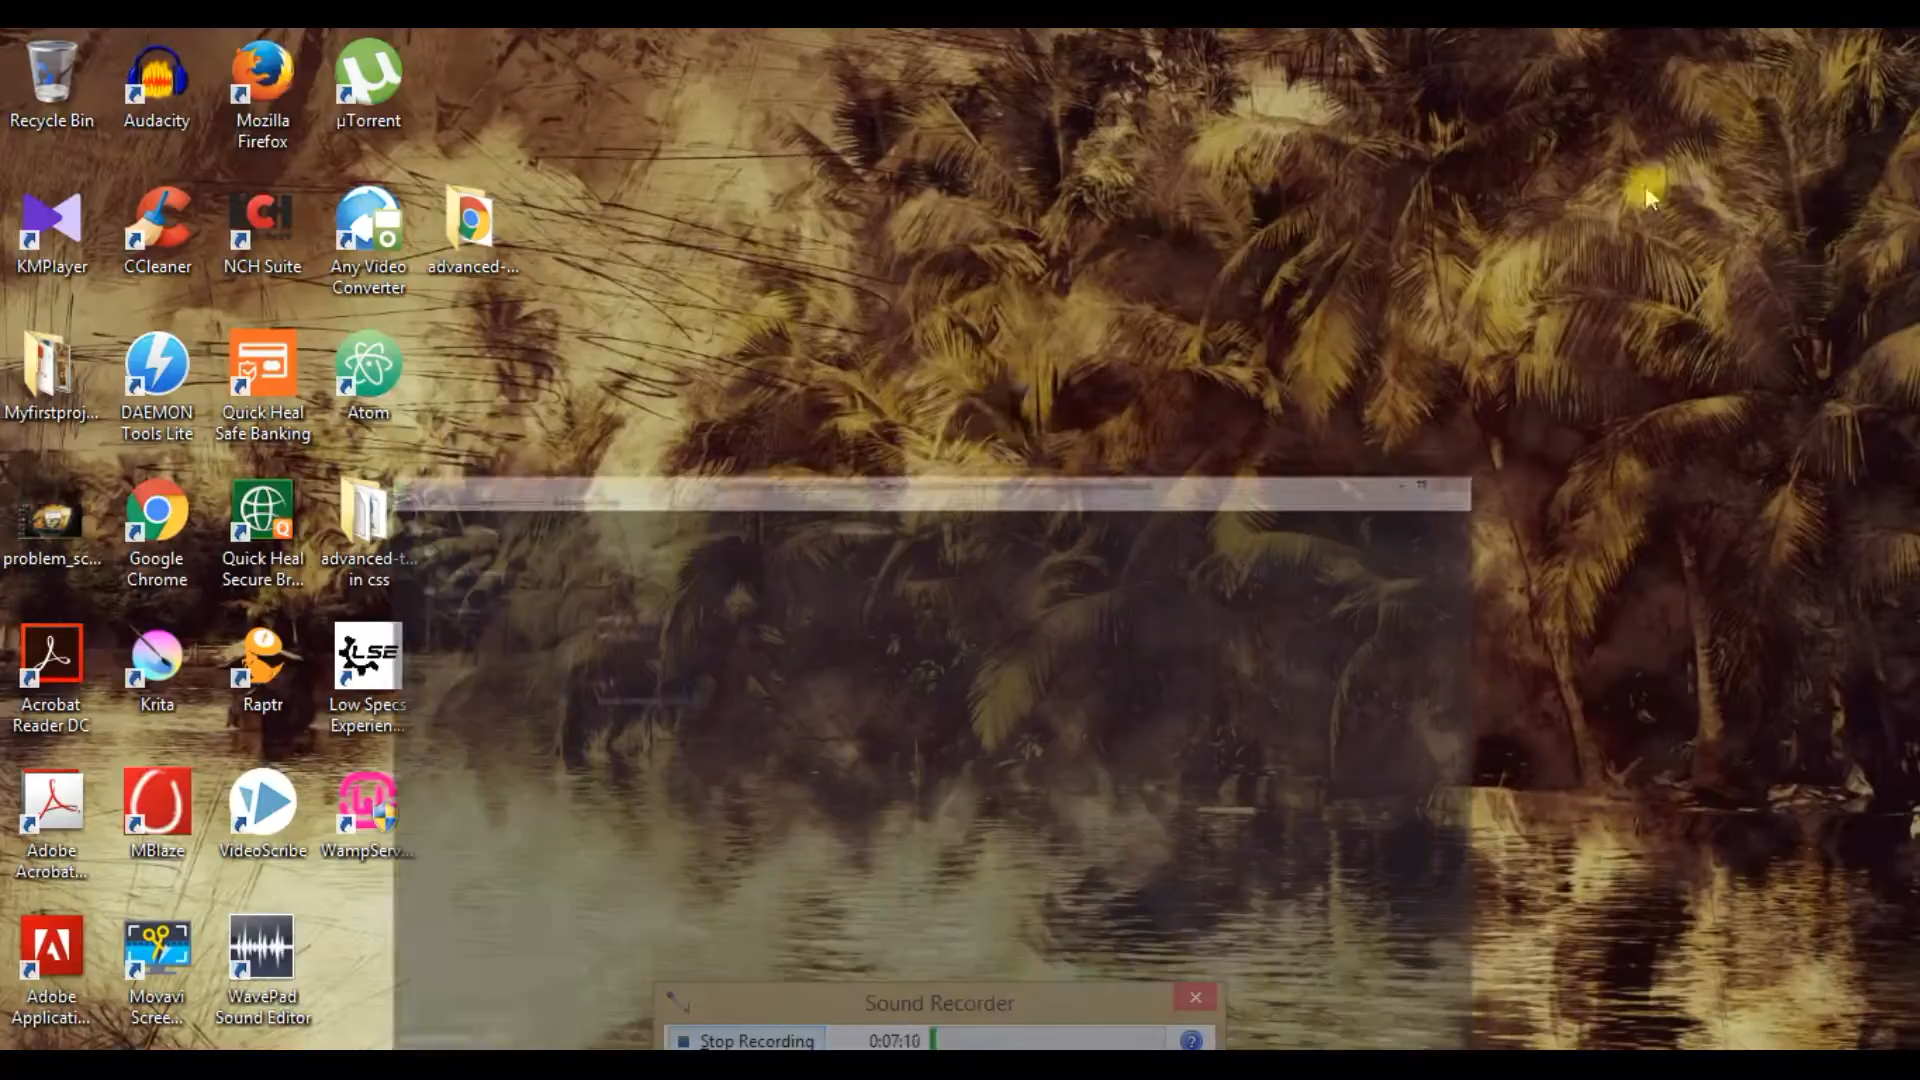 Recycle Bin
Audacity
Mozilla
Firefox
µTorrent
KMPlayer
CCleaner
NCH Suite
Any Video
Converter
advanced-...
Myfirstproj...
DAEMON
Tools Lite
Quick Heal
Safe Banking
Atom
problem_sc...
Google
Chrome
Quick Heal
Secure Br...
advanced-t...
in css
Acrobat
Reader DC
Krita
Raptr
LSE
Low Specs
Experien...
Adobe
Acrobat...
MBlaze
VideoScribe
WampServ...
Adobe
Applicati...
Movavi
Scree...
WavePad
Sound Editor
Sound Recorder
Stop Recording
0:07:10